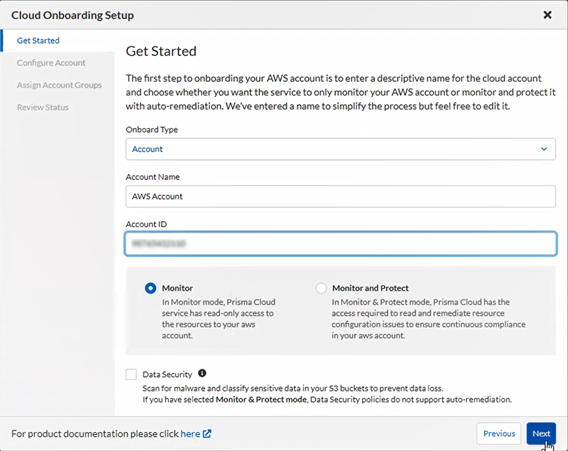 Cloud Onboarding Setup
Get Started
Configure Account
Assign Account Groups
Review Status
Get Started
The first step to onboarding your AWS account is to enter a descriptive name for the cloud account
and choose whether you want the service to only monitor your AWS account or monitor and protect it
with auto-remediation. We've entered a name to simplify the process but feel free to edit it.
Onboard Type
Account
Account Name
AWS Account
Account ID
Monitor
In Monitor mode, Prisma Cloud
service has read-only access to
the resources to your aws
account.
Monitor and Protect
In Monitor & Protect mode, Prisma Cloud has the
access required to read and remediate resource
configuration issues to ensure continuous compliance
in your aws account.
Data Security
Scan for malware and classify sensitive data in your S3 buckets to prevent data loss.
If you have selected Monitor & Protect mode, Data Security policies do not support auto-remediation.
For product documentation please click here
Previous
Next